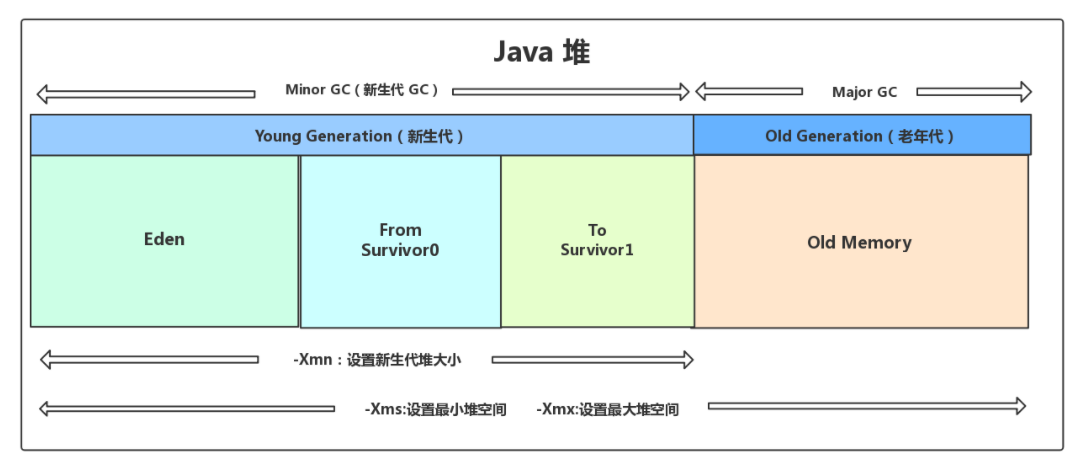 Java 堆
Minor GC（新生代 GC）
Major GC
Young Generation（新生代）
Old Generation（老年代）
Eden
From
Survivor0
To
Survivor1
Old Memory
-Xmn：设置新生代堆大小
-Xms:设置最小堆空间
-Xmx:设置最大堆空间